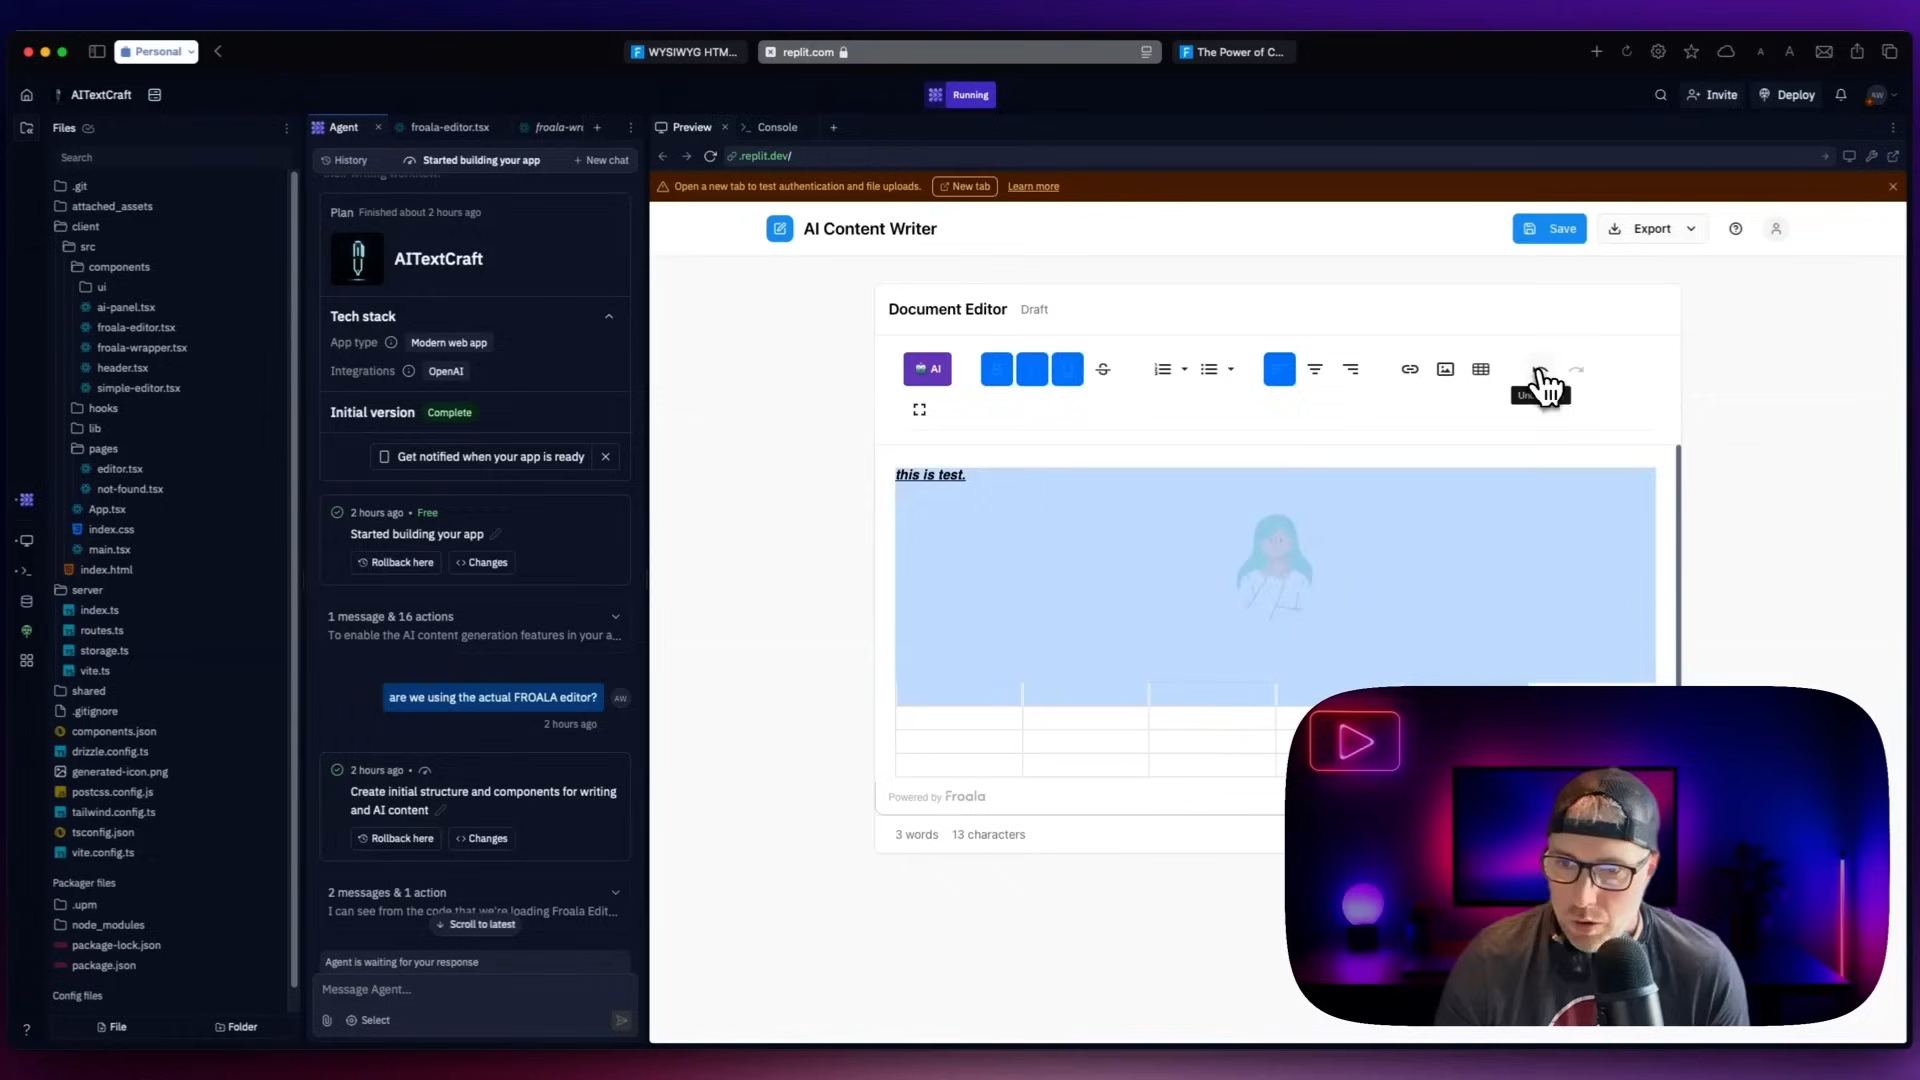 Personal
WYSIWYG HTM...
replit.com
The Power of C...
A
A
AITextCraft
Running
Invite
Deploy
AW
Files
Agent
froala-editor.tsx
froala-wr
Preview
Console
Search
History
Started building your app
New chat
.replit.dev/
Open a new tab to test authentication and file uploads.
New tab
Learn more
.git
attached_assets
client
src
components
ui
ai-panel.tsx
froala-editor.tsx
froala-wrapper.tsx
header.tsx
simple-editor.tsx
hooks
lib
pages
editor.tsx
not-found.tsx
App.tsx
index.css
main.tsx
index.html
server
index.ts
routes.ts
storage.ts
vite.ts
shared
.gitignore
components.json
drizzle.config.ts
generated-icon.png
postcss.config.js
tailwind.config.ts
tsconfig.json
vite.config.ts
Packager files
.upm
node_modules
package-lock.json
package.json
Config files
File
Folder
Plan Finished about 2 hours ago
AITextCraft
Tech stack
App type
Modern web app
Integrations
OpenAI
Initial version
Complete
Get notified when your app is ready
2 hours ago • Free
Started building your app
Rollback here
Changes
1 message & 16 actions
To enable the AI content generation features in your a...
are we using the actual FROALA editor?
AW
2 hours ago
2 hours ago •
Create initial structure and components for writing
and AI content
Rollback here
Changes
2 messages & 1 action
I can see from the code that we're loading Froala Edit...
Scroll to latest
Agent is waiting for your response
Message Agent...
Select
AI Content Writer
Save
Export
Document Editor
Draft
AI
this is test.
Powered by Froala
3 words
13 characters